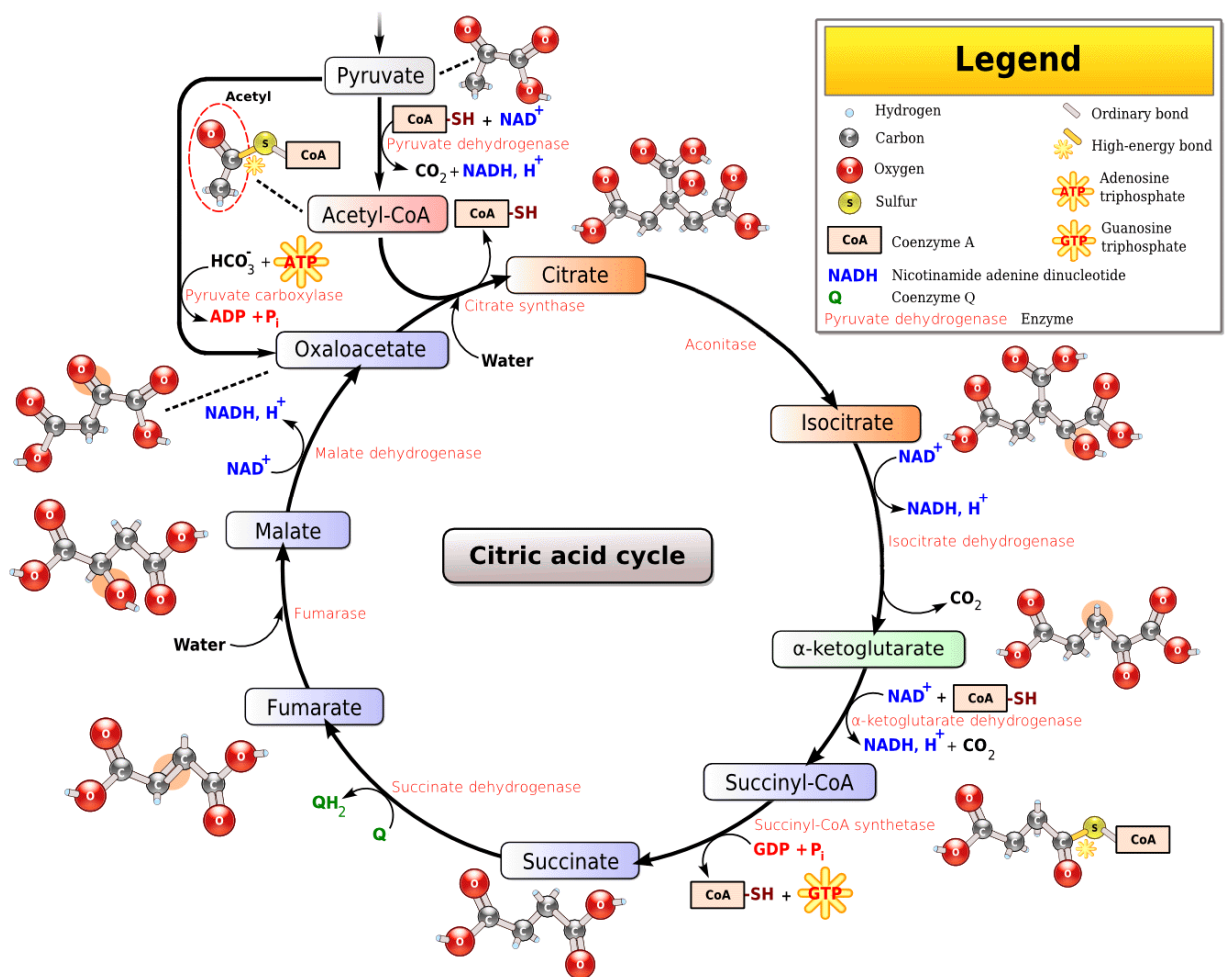 Pyruvate
Acetyl
CoA-SH + NAD+
Pyruvate dehydrogenase
CO2 + NADH, H+
S
CoA
Acetyl-CoA
CoA-SH
HCO3- + ATP
Pyruvate carboxylase
ADP + Pi
Citrate
Citrate synthase
Water
Oxaloacetate
Aconitase
Isocitrate
NAD+
NADH, H+
Isocitrate dehydrogenase
CO2
α-ketoglutarate
NAD+ + CoA-SH
α-ketoglutarate dehydrogenase
NADH, H+ + CO2
Succinyl-CoA
Succinyl-CoA synthetase
GDP + Pi
CoA-SH + GTP
S
CoA
Succinate
Succinate dehydrogenase
QH2
Q
Fumarate
Fumarase
Water
Malate
Malate dehydrogenase
NADH, H+
NAD+
Citric acid cycle
Legend
Hydrogen
C Carbon
O Oxygen
S Sulfur
CoA Coenzyme A
NADH Nicotinamide adenine dinucleotide
Q Coenzyme Q
Pyruvate dehydrogenase Enzyme
Ordinary bond
High-energy bond
ATP Adenosine
triphosphate
GTP Guanosine
triphosphate